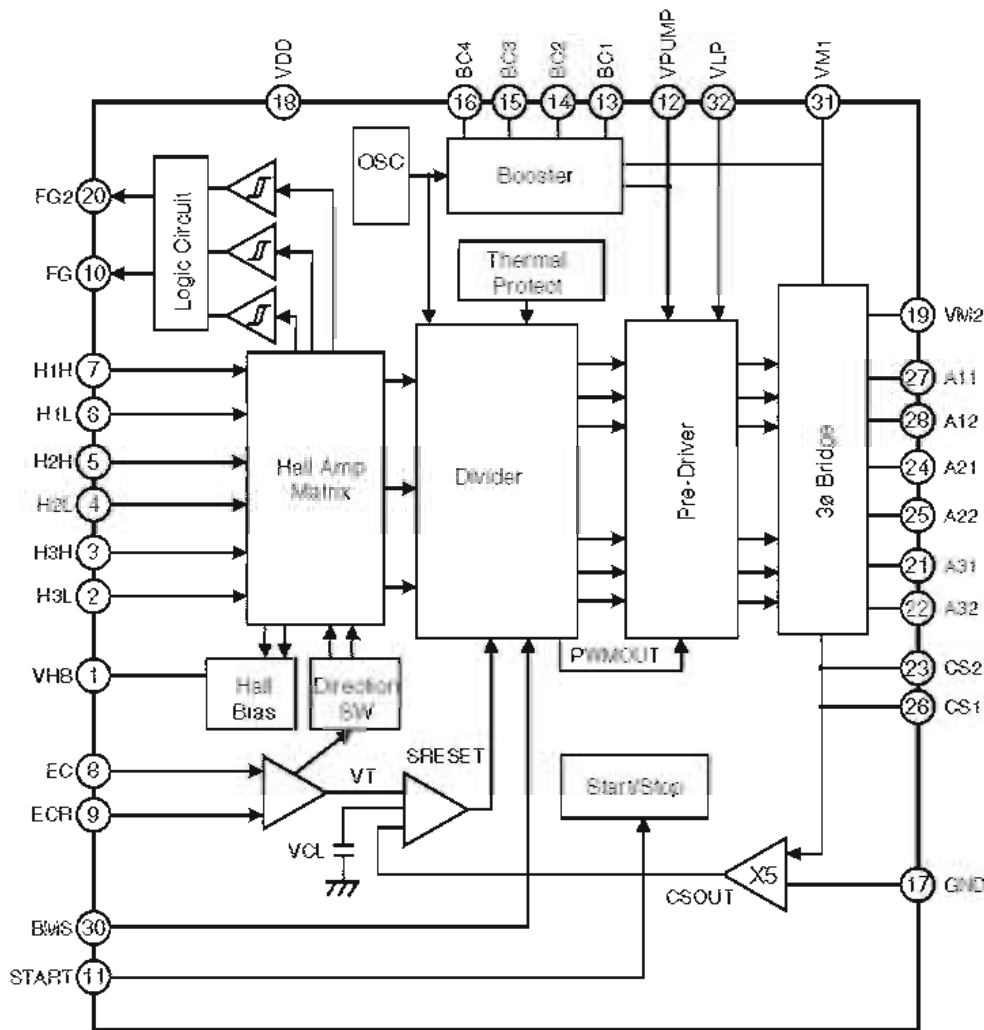 VDD
BC4
BC3
BC2
BC1
VPUMP
VLP
VM1
18
16
15
14
13
12
32
31
OSC
Booster
FG2
20
FG
10
Logic Circuit
Thermal
Protect
19
VM2
H1H
7
H1L
6
H2H
5
H2L
4
H3H
3
H3L
2
Hall Amp
Matrix
Divider
Pre-Driver
3ø Bridge
27
A11
28
A12
24
A21
25
A22
21
A31
22
A32
PWMOUT
23
CS2
26
CS1
VHB
1
Hall
Bias
Direction
SW
SRESET
EC
8
ECR
9
VT
Start/Stop
VCL
X5
CSOUT
17
GND
BMS
30
START
11